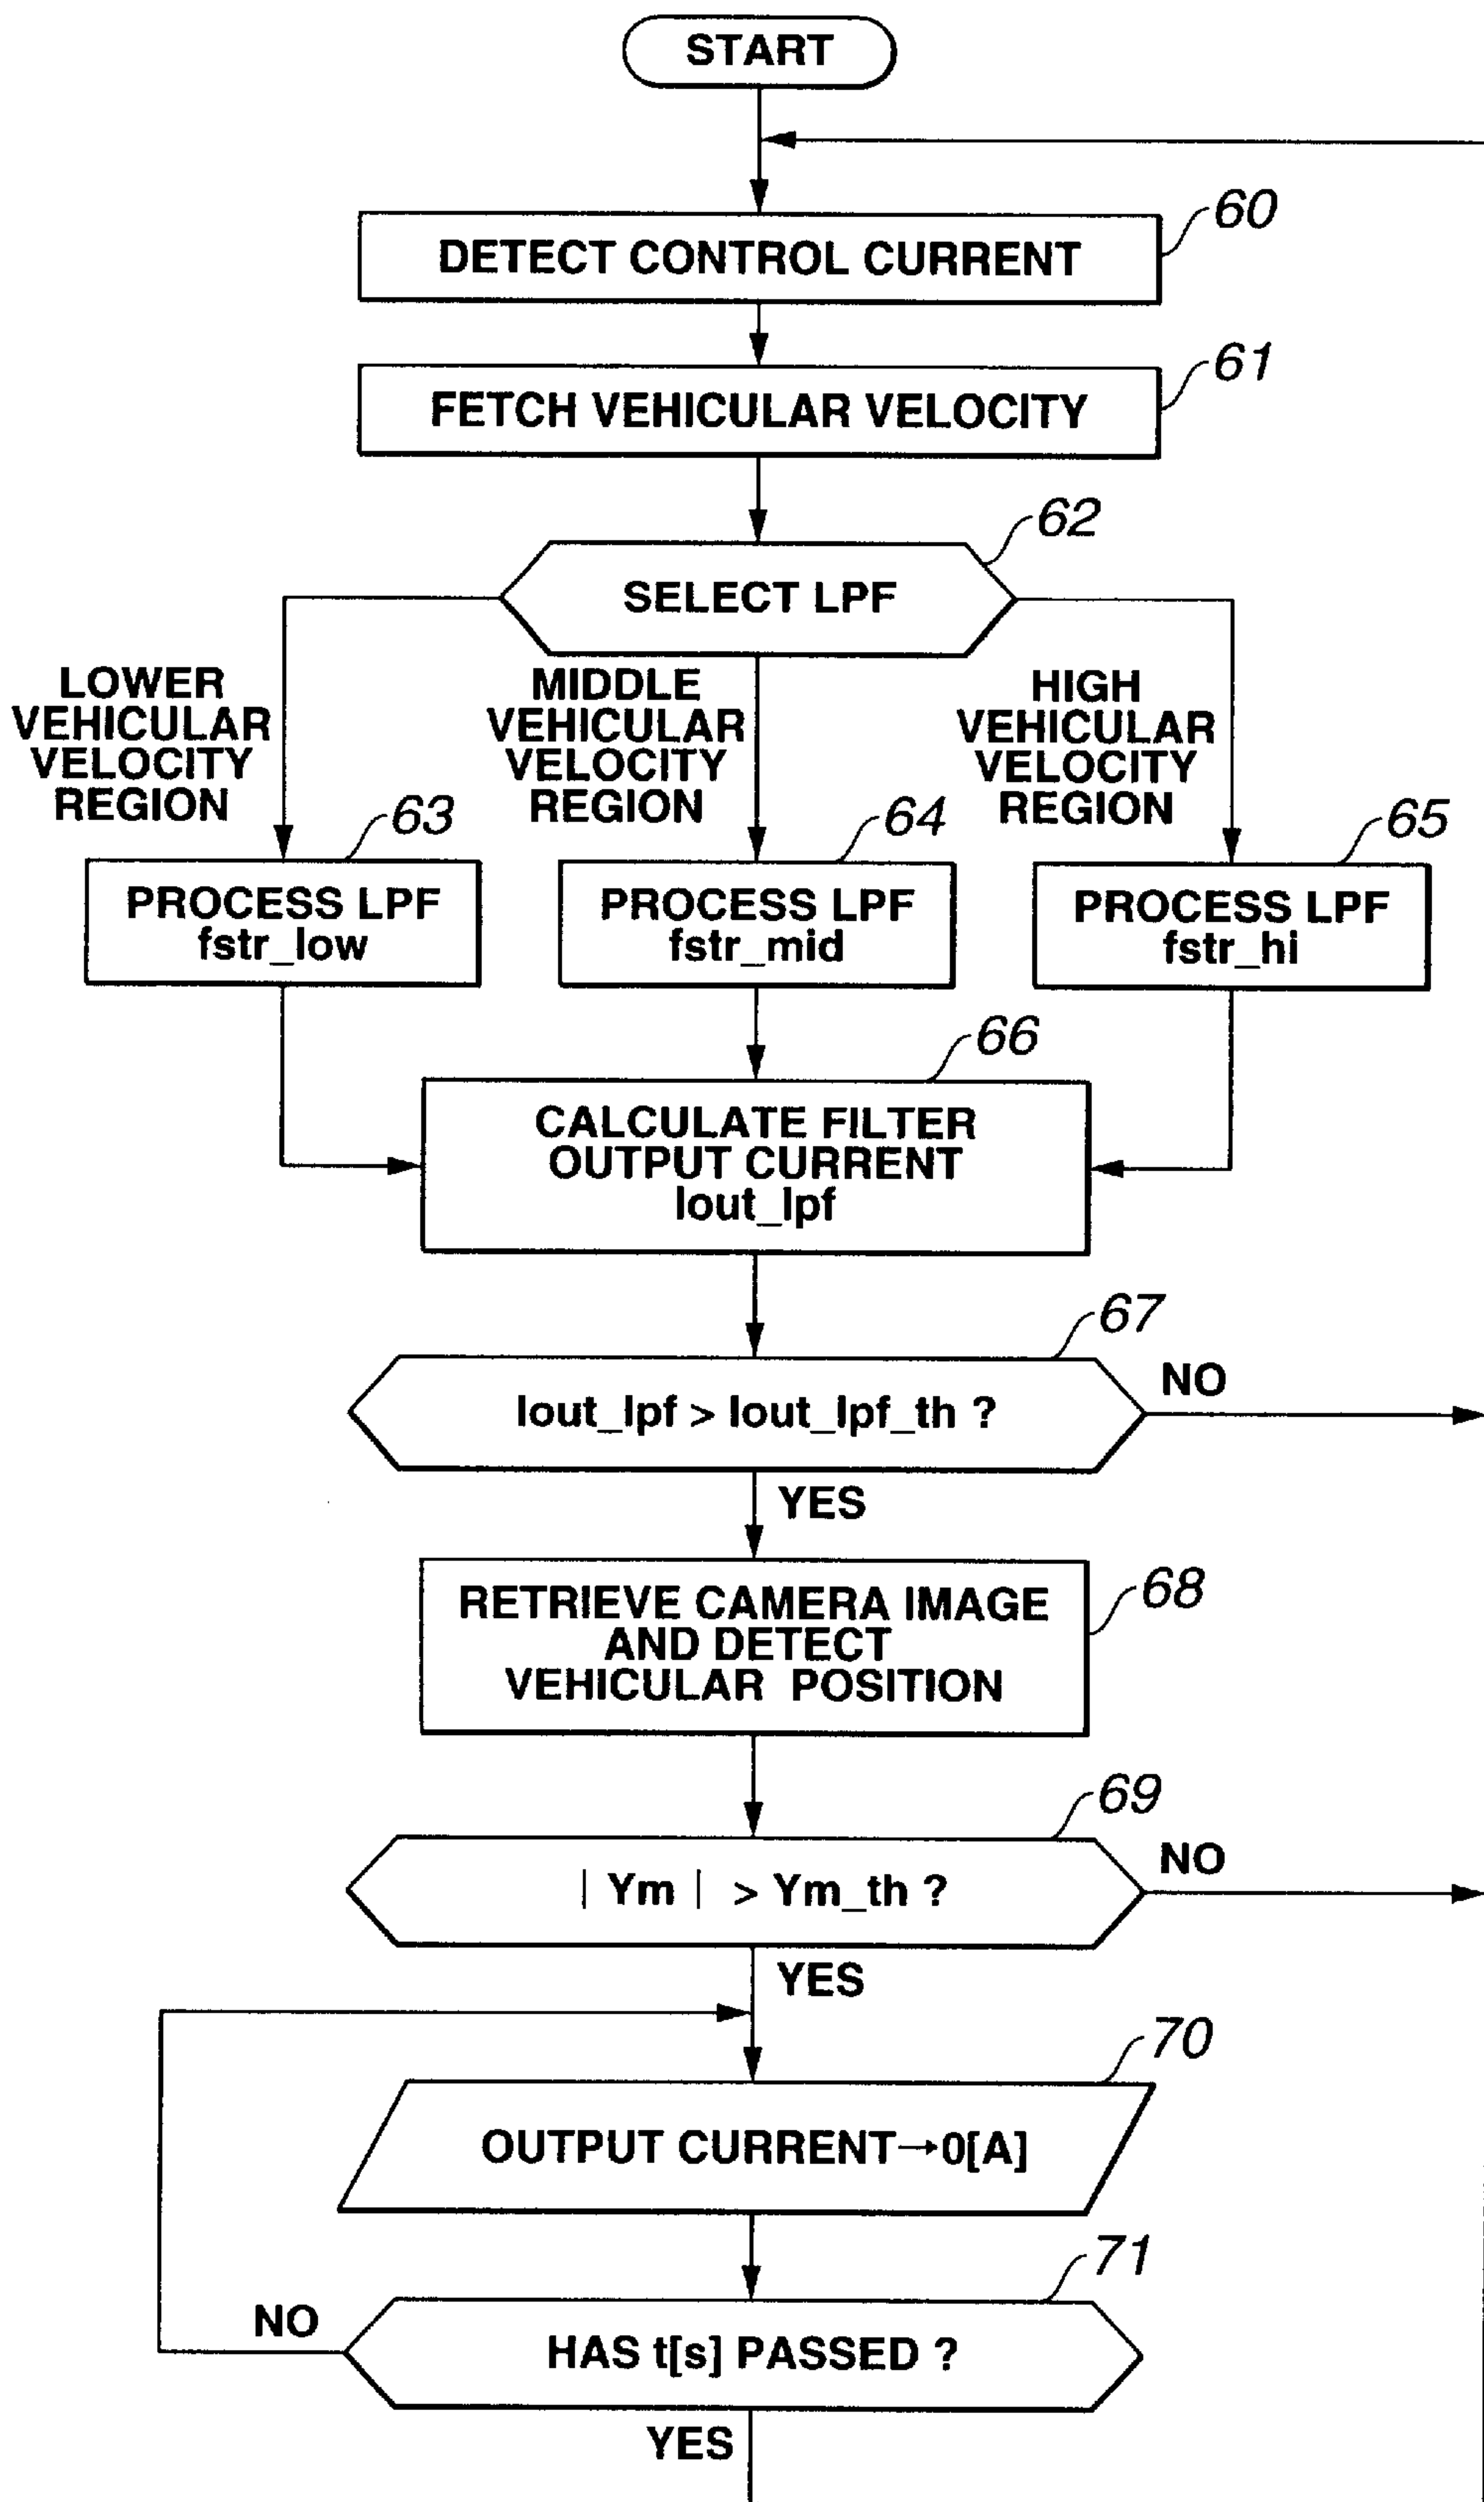 START
60
DETECT CONTROL CURRENT
61
FETCH VEHICULAR VELOCITY
62
SELECT LPF
LOWER
VEHICULAR
VELOCITY
REGION
MIDDLE
VEHICULAR
VELOCITY
REGION
HIGH
VEHICULAR
VELOCITY
REGION
63
PROCESS LPF
fstr_low
64
PROCESS LPF
fstr_mid
65
PROCESS LPF
fstr_hi
66
CALCULATE FILTER
OUTPUT CURRENT
Iout_lpf
67
Iout_lpf > Iout_lpf_th ?
NO
YES
68
RETRIEVE CAMERA IMAGE
AND DETECT
VEHICULAR POSITION
69
| Ym | > Ym_th ?
NO
YES
70
OUTPUT CURRENT→0[A]
71
HAS t[s] PASSED ?
NO
YES